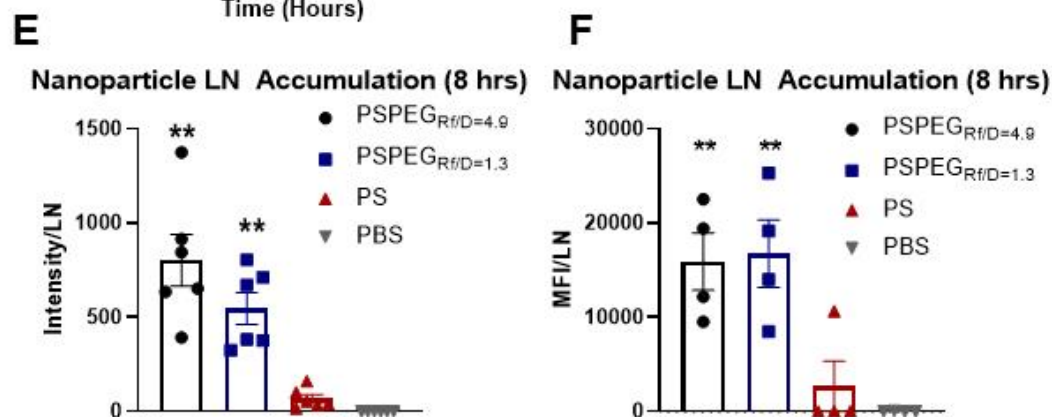 Time (Hours)
E
Nanoparticle LN Accumulation (8 hrs)
Intensity/LN
1500
1000
500
0
**
**
PSPEGRf/D=4.9
PSPEGRf/D=1.3
PS
PBS
F
Nanoparticle LN Accumulation (8 hrs)
MFI/LN
30000
20000
10000
0
**
**
PSPEGRf/D=4.9
PSPEGRf/D=1.3
PS
PBS